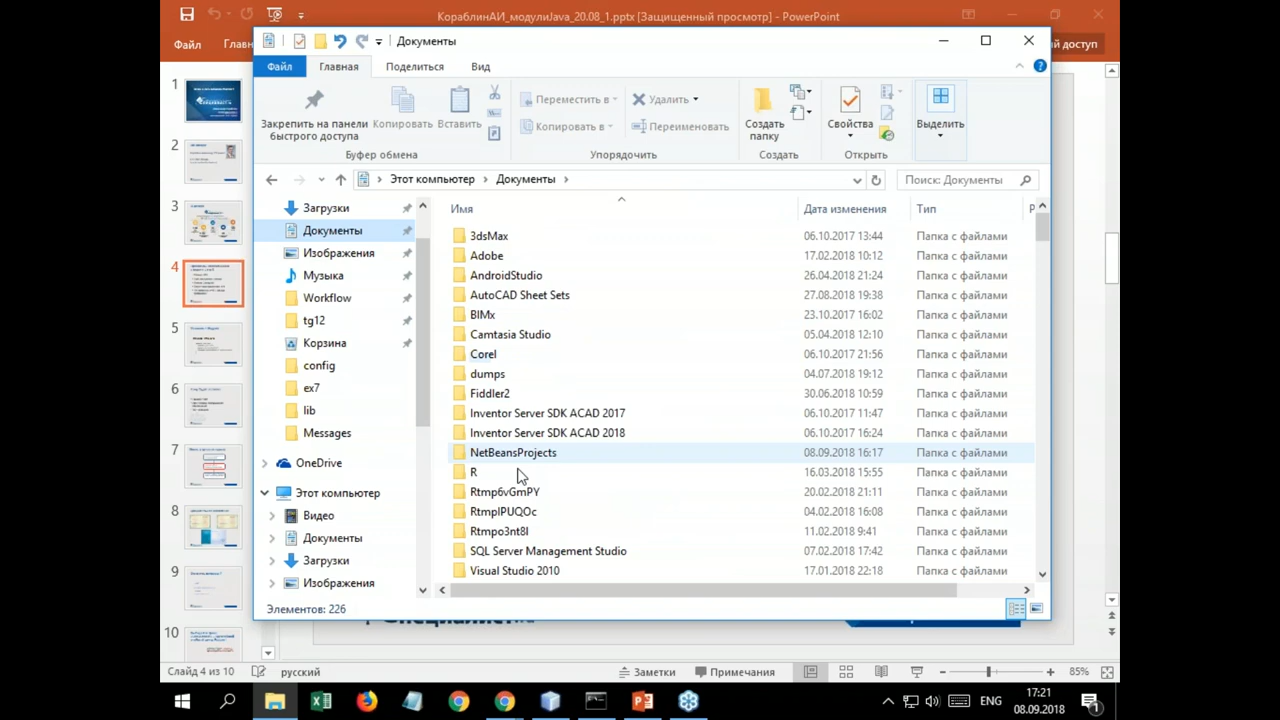 КораблинАИ_модулиJava_20.08_1.pptx [Защищенный просмотр] - PowerPoint
Файл
Главн
й доступ
Документы
Файл
Главная
Поделиться
Вид
Закрепить на панели быстрого доступа
Копировать
Вставить
Переместить в
Копировать в
Удалить
Переименовать
Создать папку
Свойства
Выделить
Буфер обмена
Упорядочить
Создать
Открыть
Этот компьютер
Документы
Поиск: Документы
Имя
Дата изменения
Тип
Р
Загрузки
Документы
Изображения
Музыка
Workflow
tg12
Корзина
config
ex7
lib
Messages
OneDrive
Этот компьютер
Видео
Документы
Загрузки
Изображения
3dsMax 06.10.2017 13:44 Папка с файлами
Adobe 17.02.2018 10:12 Папка с файлами
AndroidStudio 26.04.2018 21:24 Папка с файлами
AutoCAD Sheet Sets 27.08.2018 19:38 Папка с файлами
BIMx 23.10.2017 16:02 Папка с файлами
Camtasia Studio 05.04.2018 12:10 Папка с файлами
Corel 06.10.2017 21:56 Папка с файлами
dumps 04.07.2018 19:12 Папка с файлами
Fiddler2 30.06.2018 10:59 Папка с файлами
Inventor Server SDK ACAD 2017 06.10.2017 11:47 Папка с файлами
Inventor Server SDK ACAD 2018 06.10.2017 16:24 Папка с файлами
NetBeansProjects 08.09.2018 16:17 Папка с файлами
R 16.03.2018 15:55 Папка с файлами
Rtmp6vGmPY 20.02.2018 21:11 Папка с файлами
RtmpIPUQOc 04.02.2018 16:08 Папка с файлами
Rtmpo3nt8I 11.02.2018 9:41 Папка с файлами
SQL Server Management Studio 07.02.2018 17:42 Папка с файлами
Visual Studio 2010 17.01.2018 22:18 Папка с файлами
Элементов: 226
1
2
3
4
5
6
7
8
9
10
Слайд 4 из 10
русский
Заметки
Примечания
85%
ENG
17:21
08.09.2018
1